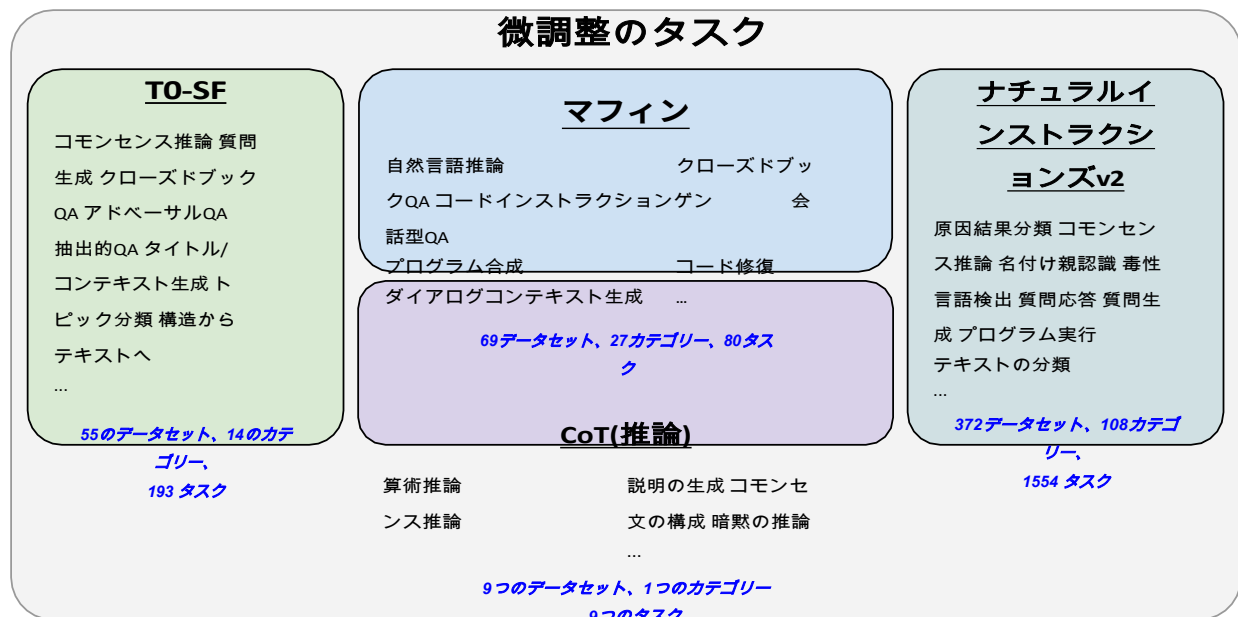 微調整のタスク
T0-SF
コモンセンス推論 質問
生成 クローズドブック
QA アドベーサルQA
抽出的QA タイトル/
コンテキスト生成 ト
ピック分類 構造から
テキストへ
...
55のデータセット、14のカテ
ゴリー、
193 タスク
マフィン
自然言語推論 クローズドブッ
クQA コードインストラクションゲン 会
話型QA
プログラム合成 コード修復
ダイアログコンテキスト生成 ...
69データセット、27カテゴリー、80タス
ク
CoT(推論)
算術推論 説明の生成 コモンセ
ンス推論 文の構成 暗黙の推論
...
9つのデータセット、1つのカテゴリー
9つのタスク
ナチュラルイ
ンストラクシ
ョンズv2
原因結果分類 コモンセン
ス推論 名付け親認識 毒性
言語検出 質問応答 質問生
成 プログラム実行
テキストの分類
...
372データセット、108カテゴ
リー、
1554 タスク